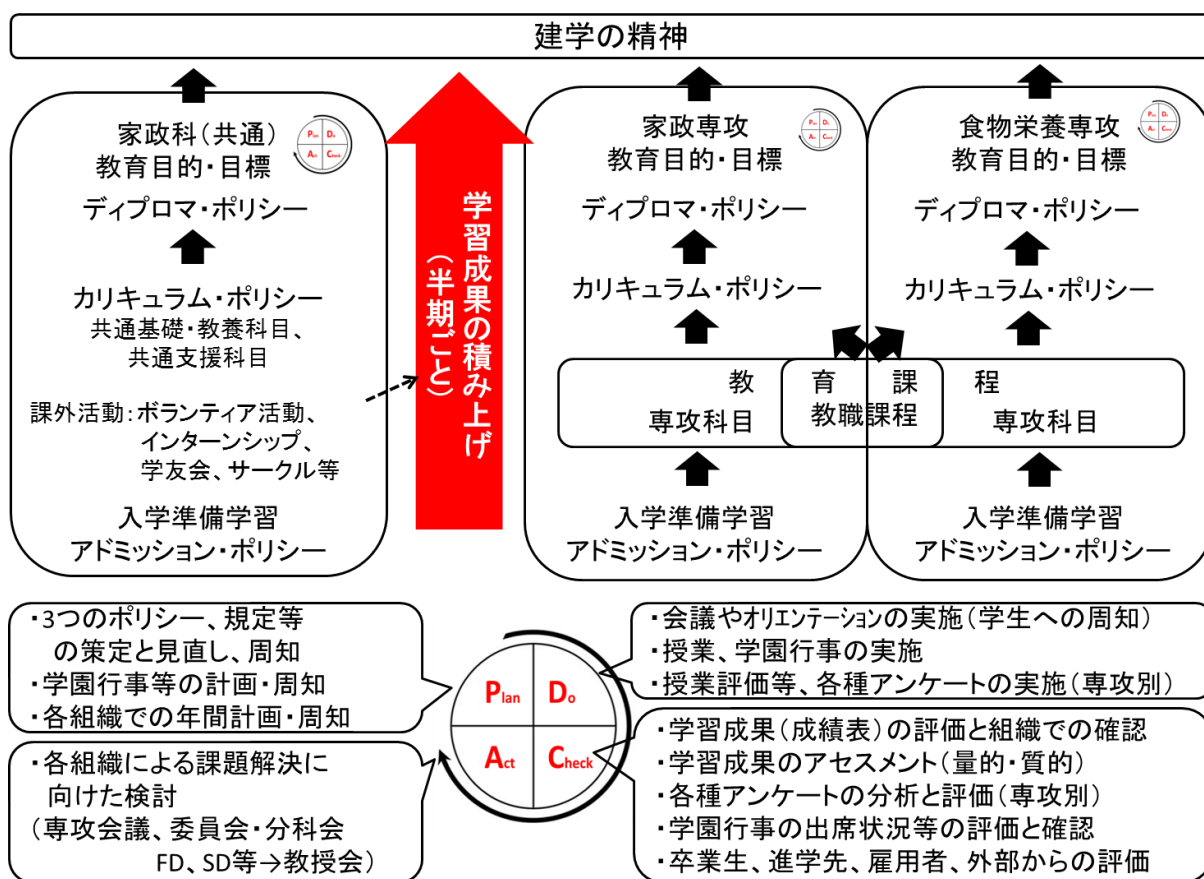 建学の精神
家政科(共通)
教育目的・目標
Plan Do
Act Check
ディプロマ・ポリシー
カリキュラム・ポリシー
共通基礎・教養科目、
共通支援科目
課外活動:ボランティア活動、
インターンシップ、
学友会、サークル等
入学準備学習
アドミッション・ポリシー
学習成果の積み上げ
(半期ごと)
家政専攻
教育目的・目標
Plan Do
Act Check
ディプロマ・ポリシー
カリキュラム・ポリシー
食物栄養専攻
教育目的・目標
Plan Do
Act Check
ディプロマ・ポリシー
カリキュラム・ポリシー
教育課程
専攻科目 教職課程 専攻科目
入学準備学習
アドミッション・ポリシー
入学準備学習
アドミッション・ポリシー
・3つのポリシー、規定等
の策定と見直し、周知
・学園行事等の計画・周知
・各組織での年間計画・周知
・会議やオリエンテーションの実施(学生への周知)
・授業、学園行事の実施
・授業評価等、各種アンケートの実施(専攻別)
Plan Do
Act Check
・各組織による課題解決に
向けた検討
(専攻会議、委員会・分科会
FD、SD等→教授会)
・学習成果(成績表)の評価と組織での確認
・学習成果のアセスメント(量的・質的)
・各種アンケートの分析と評価(専攻別)
・学園行事の出席状況等の評価と確認
・卒業生、進学先、雇用者、外部からの評価